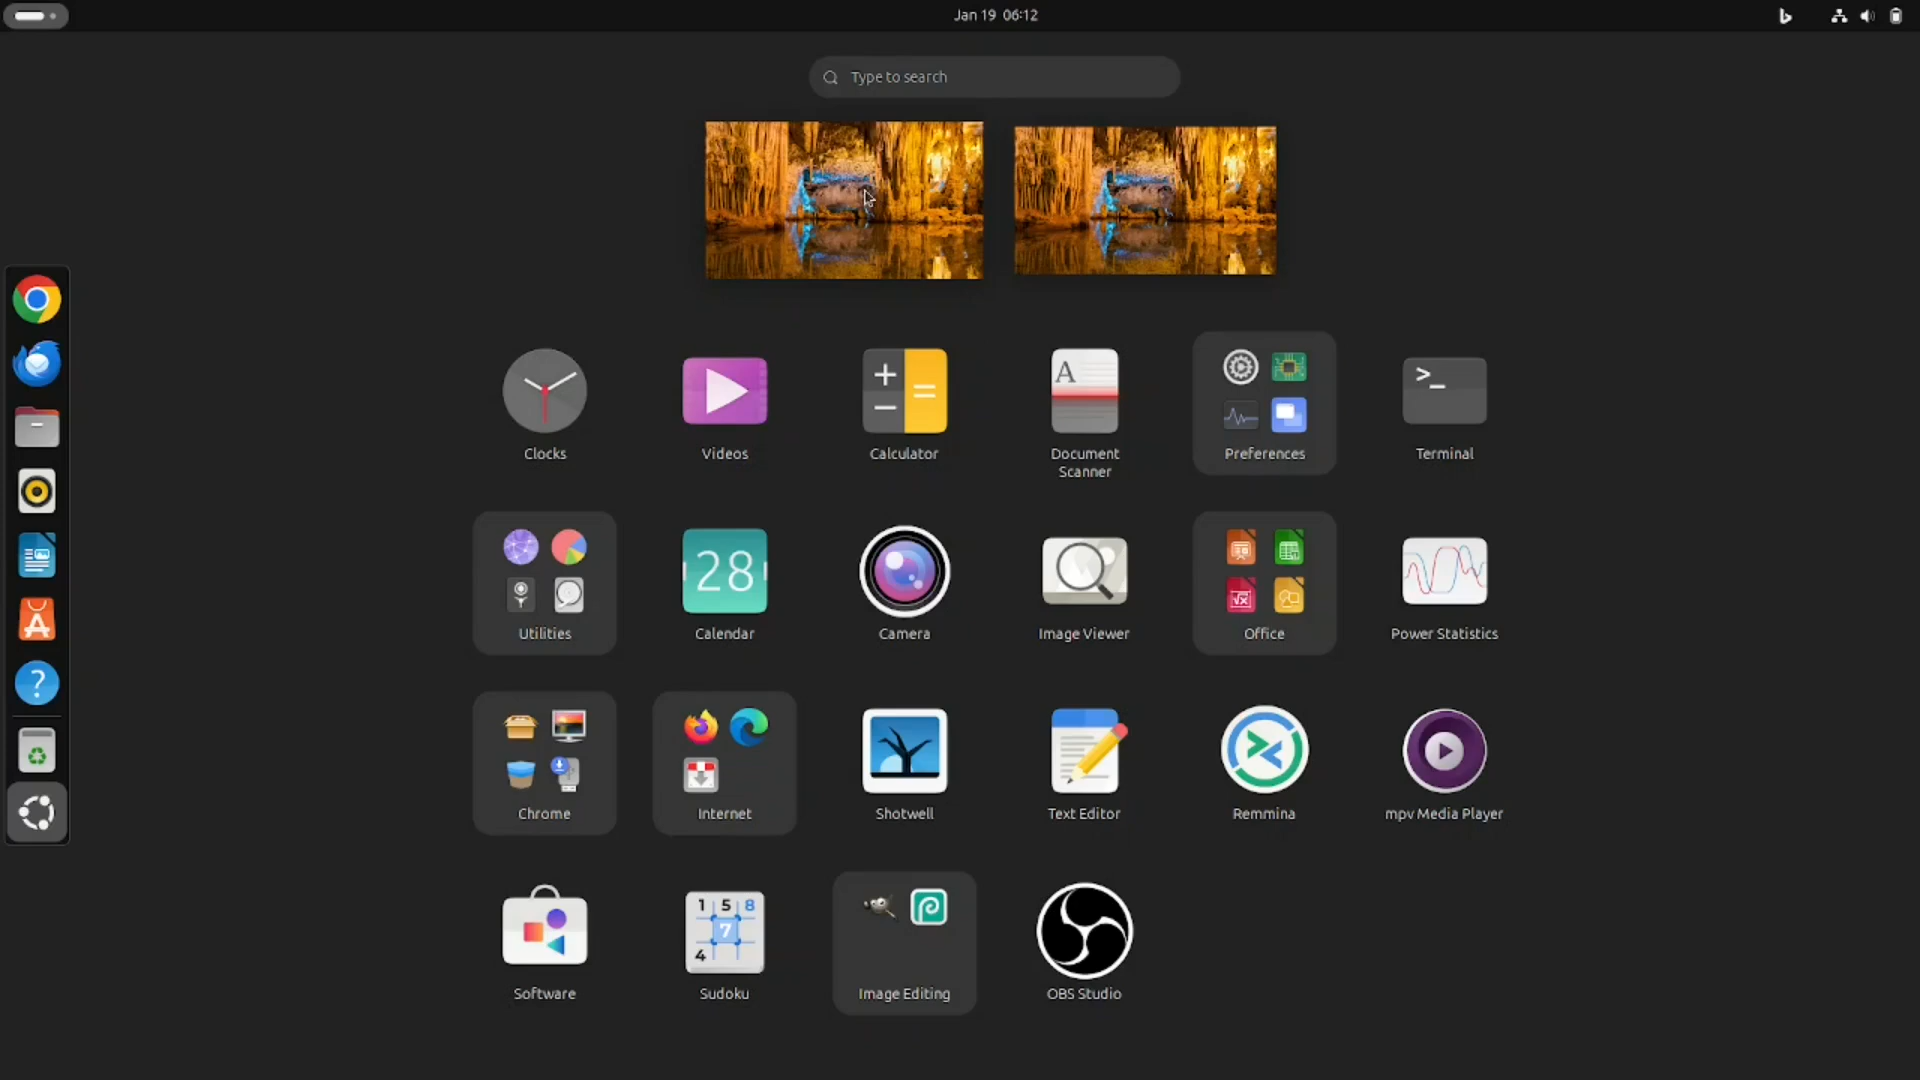 Jan 19 06:12
Type to search
Clocks
Videos
Calculator
Document
Scanner
Preferences
Terminal
Utilities
28
Calendar
Camera
Image Viewer
Office
Power Statistics
Chrome
Internet
Shotwell
Text Editor
Remmina
mpv Media Player
Software
1 5 8
7
4
Sudoku
Image Editing
OBS Studio